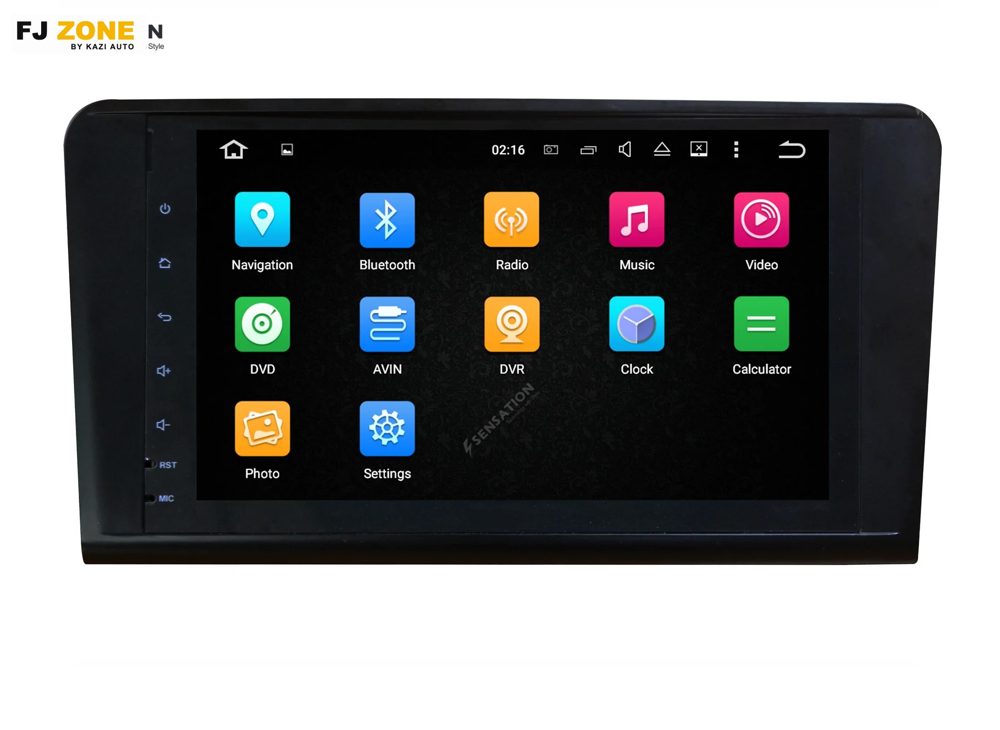 FJ ZONE N
BY KAZI AUTO Style
02:16
Navigation Bluetooth Radio Music Video
DVD AVIN DVR Clock Calculator
SENSATION
Photo Settings
RST
MIC